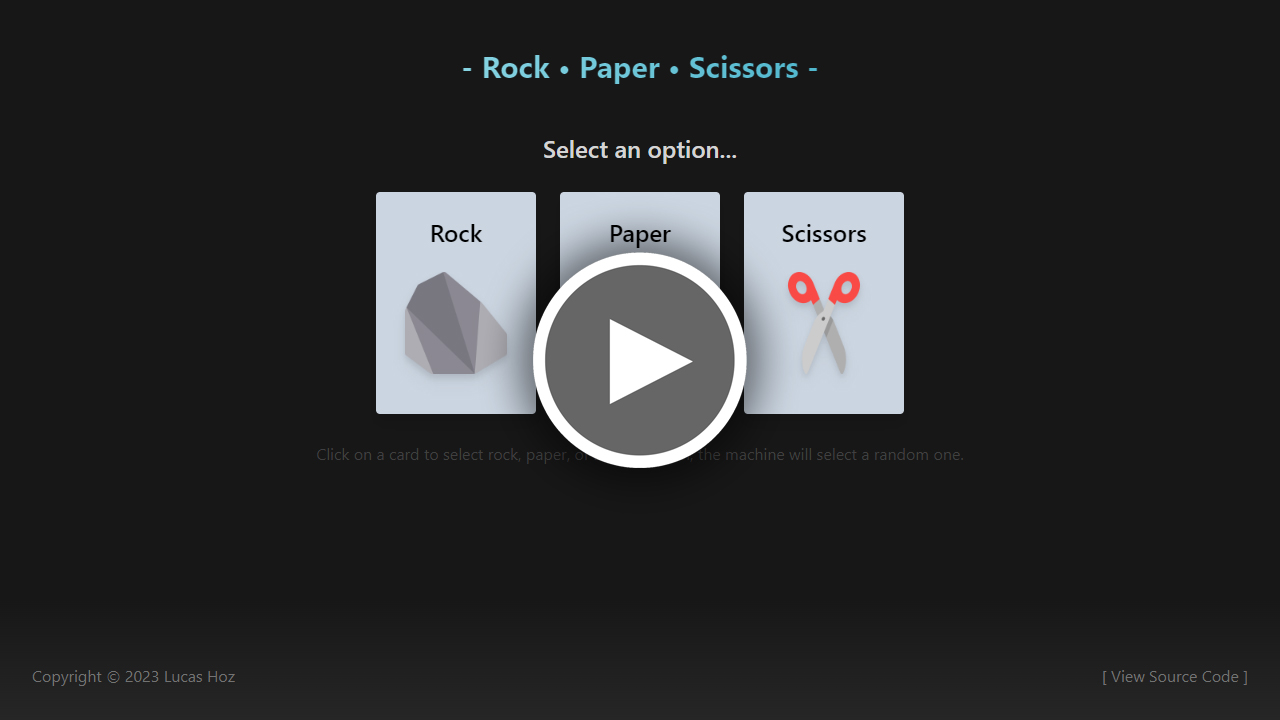 - Rock • Paper • Scissors -
Select an option...
Rock
Paper
Scissors
Click on a card to select rock, paper, the machine will select a random one.
Copyright © 2023 Lucas Hoz
[ View Source Code ]